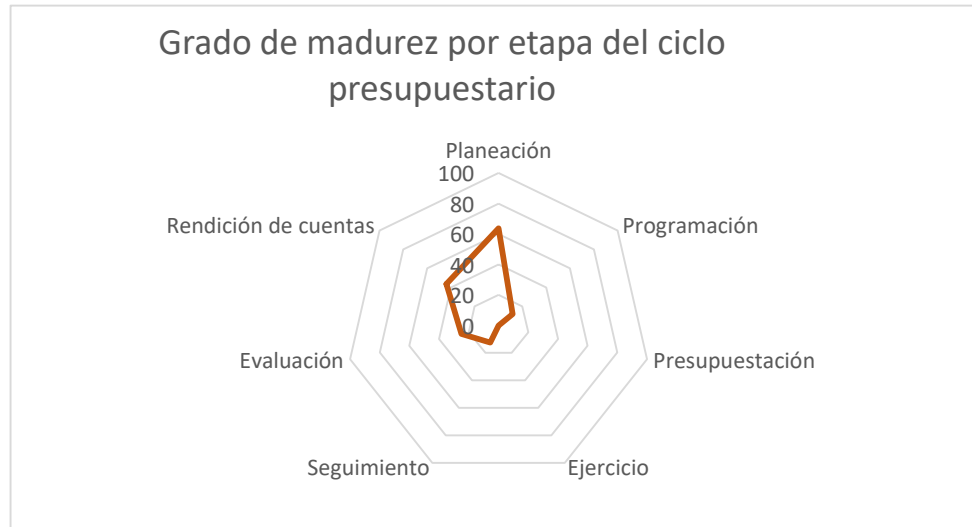 Grado de madurez por etapa del ciclo
presupuestario
Planeación
100
80
60
40
20
0
Programación
Presupuestación
Ejercicio
Seguimiento
Evaluación
Rendición de cuentas